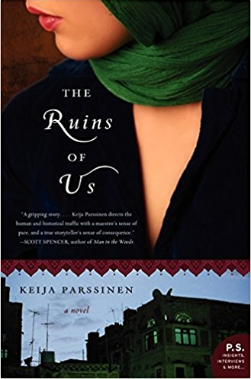 THE
Ruins
OF
Us
"A gripping story. . . . Keija Parssinen directs the
human and historical traffic with a maestro's sense of
pace, and a true storyteller's sense of consequence."
—SCOTT SPENCER, author of Man in the Woods
KEIJA PARSSINEN
a novel
P.S.
INSIGHTS,
INTERVIEWS
& MORE...